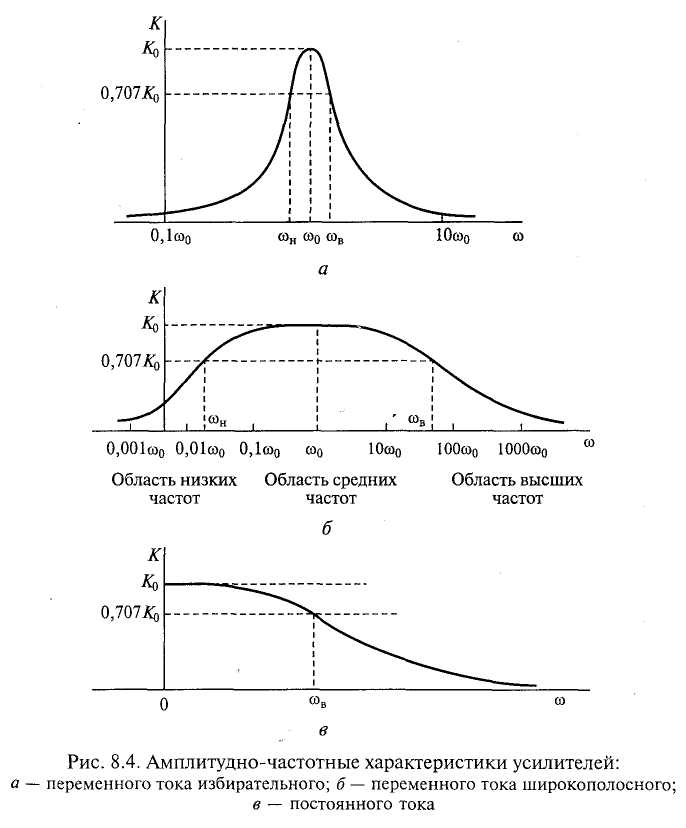 K
K₀
0,707K₀
0,1ω₀ ωн ω₀ ωв 10ω₀ ω
а
K
K₀
0,707K₀
ωн ωв
0,001ω₀ 0,01ω₀ 0,1ω₀ ω₀ 10ω₀ 100ω₀ 1000ω₀ ω
Область низких Область средних Область высших
частот частот частот
б
K
K₀
0,707K₀
0 ωв ω
в
Рис. 8.4. Амплитудно-частотные характеристики усилителей:
а — переменного тока избирательного; б — переменного тока широкополосного;
в — постоянного тока